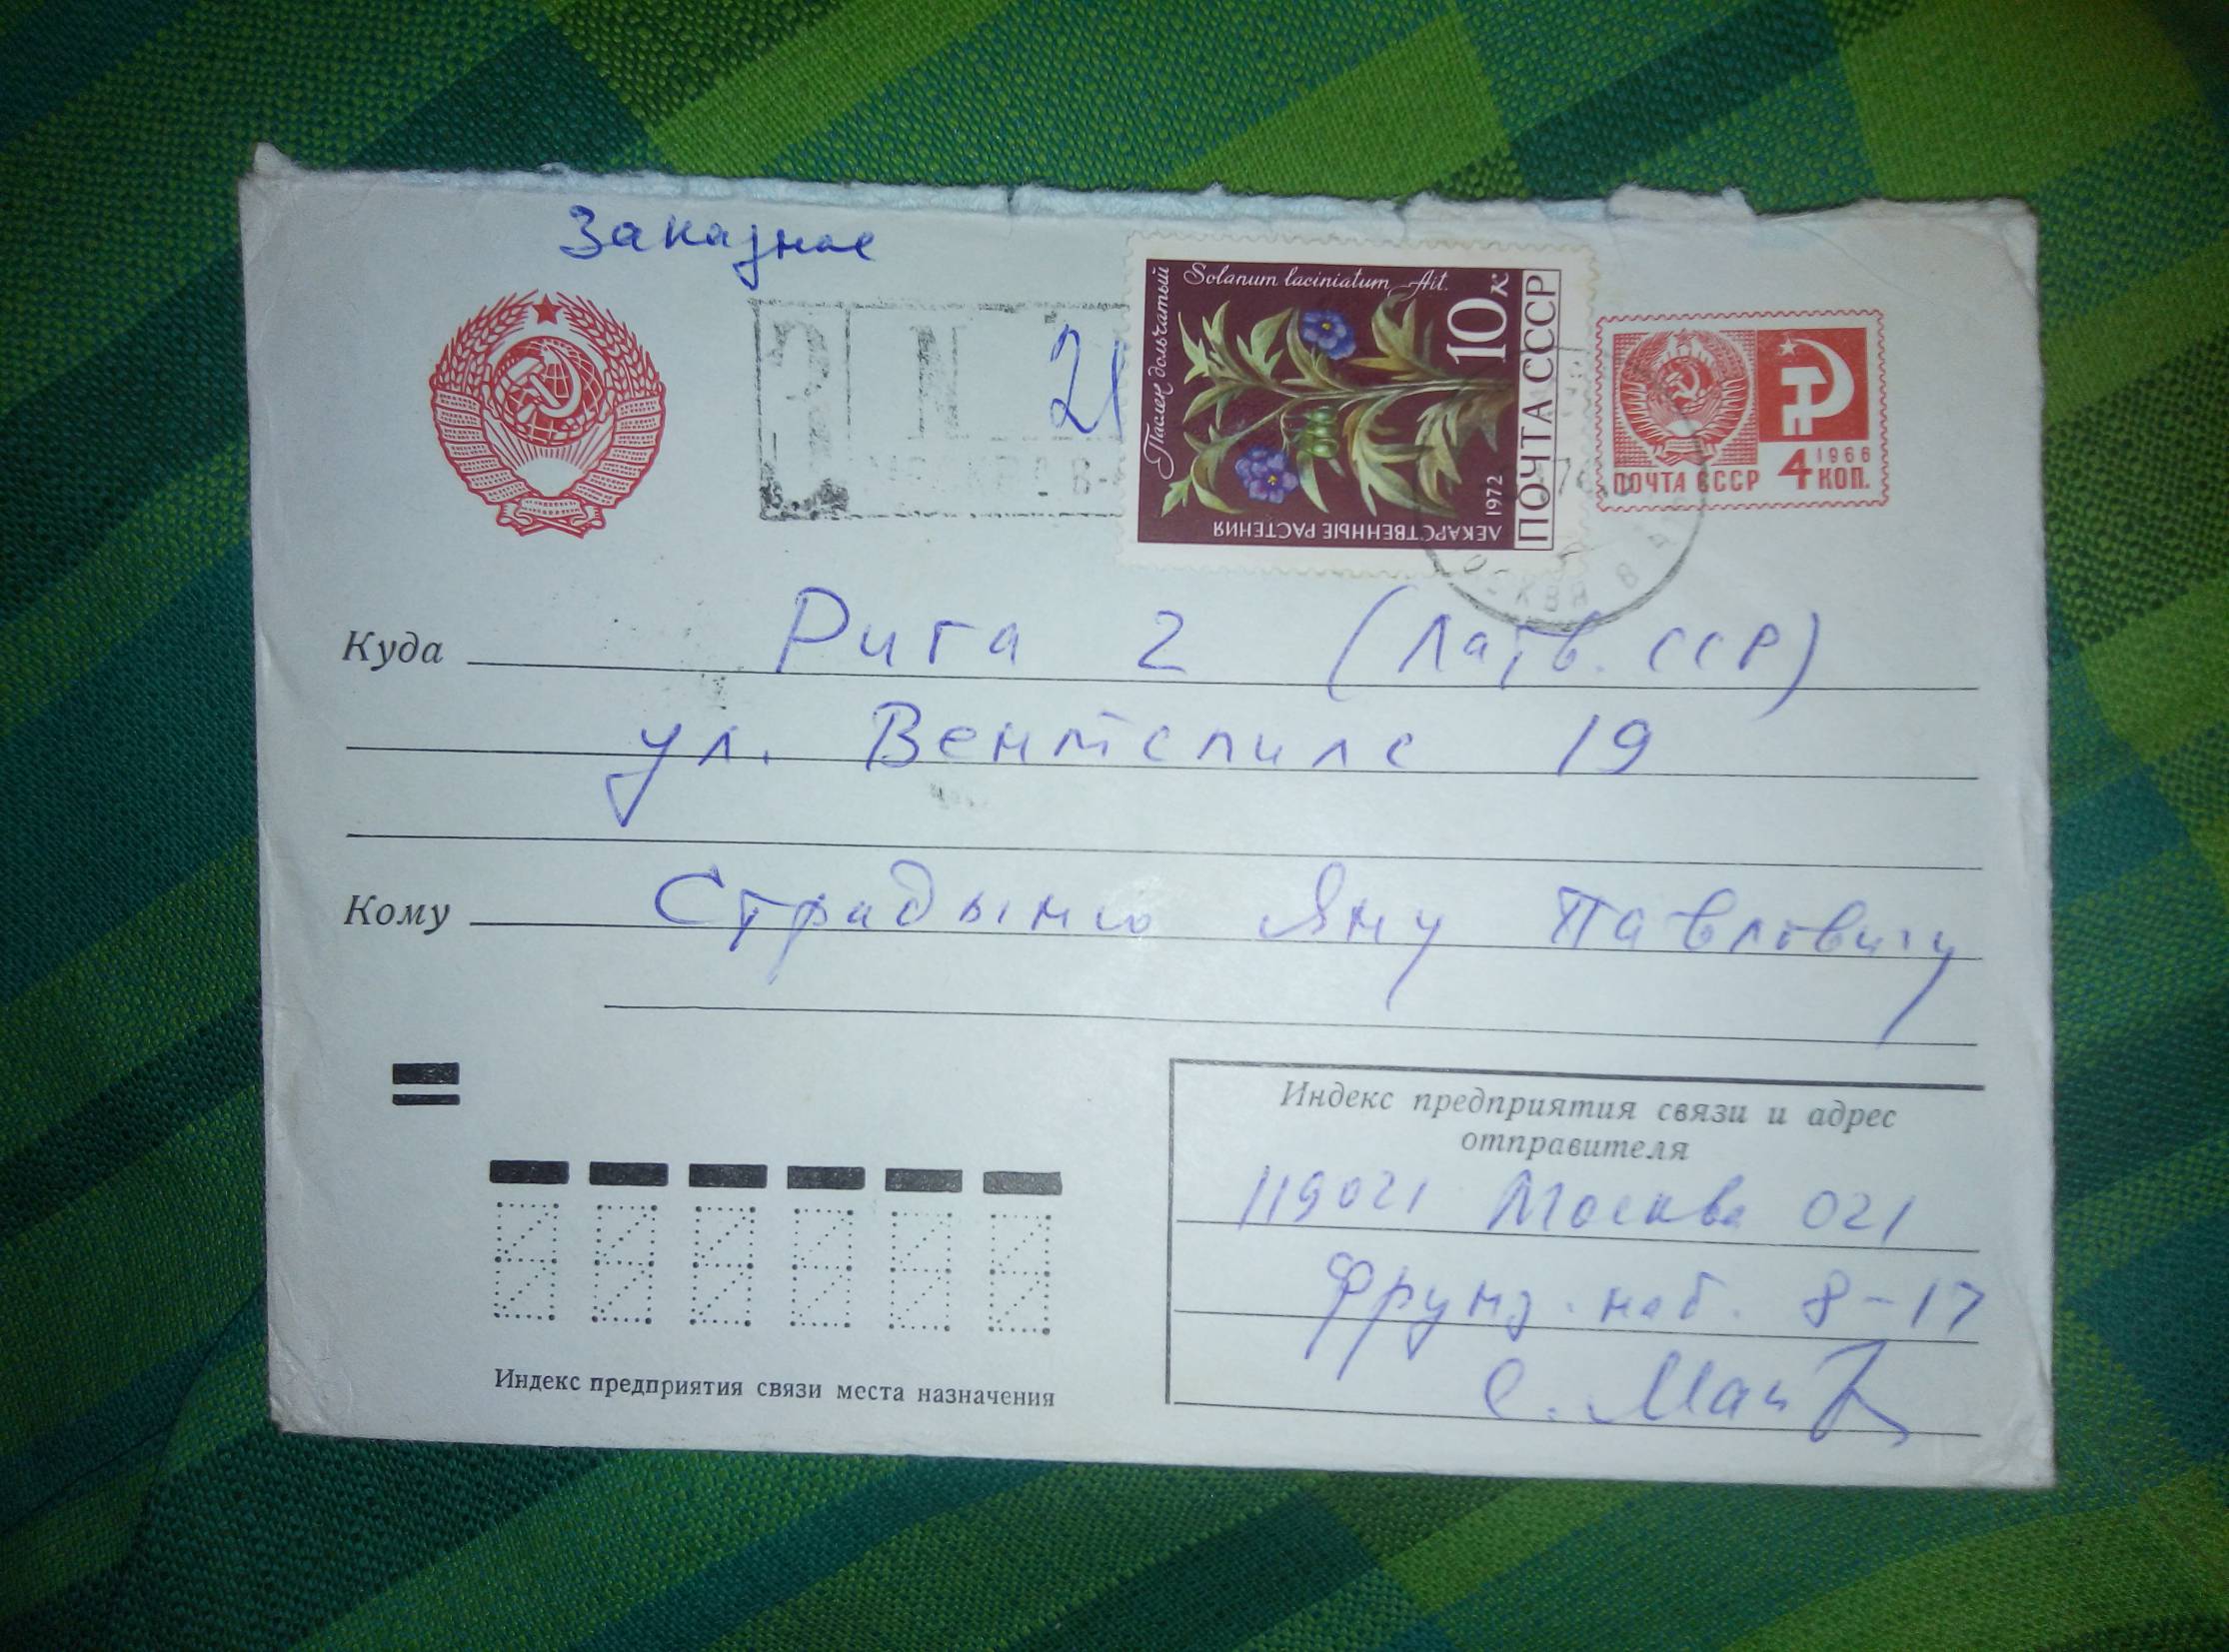 Заказное
21
Solanum laciniatum Ait.
Паслен дольчатый
10 к
ПОЧТА СССР
1972
ЛЕКАРСТВЕННЫЕ РАСТЕНИЯ
1966
ПОЧТА СССР 4 КОП.
Куда Рига 2 (Латв. ССР)
ул. Вентспилс 19
Кому Страдыню Яну Павловичу
Индекс предприятия связи и адрес
отправителя
119021 Москва 021
Фрунз. наб. 8-17
Индекс предприятия связи места назначения